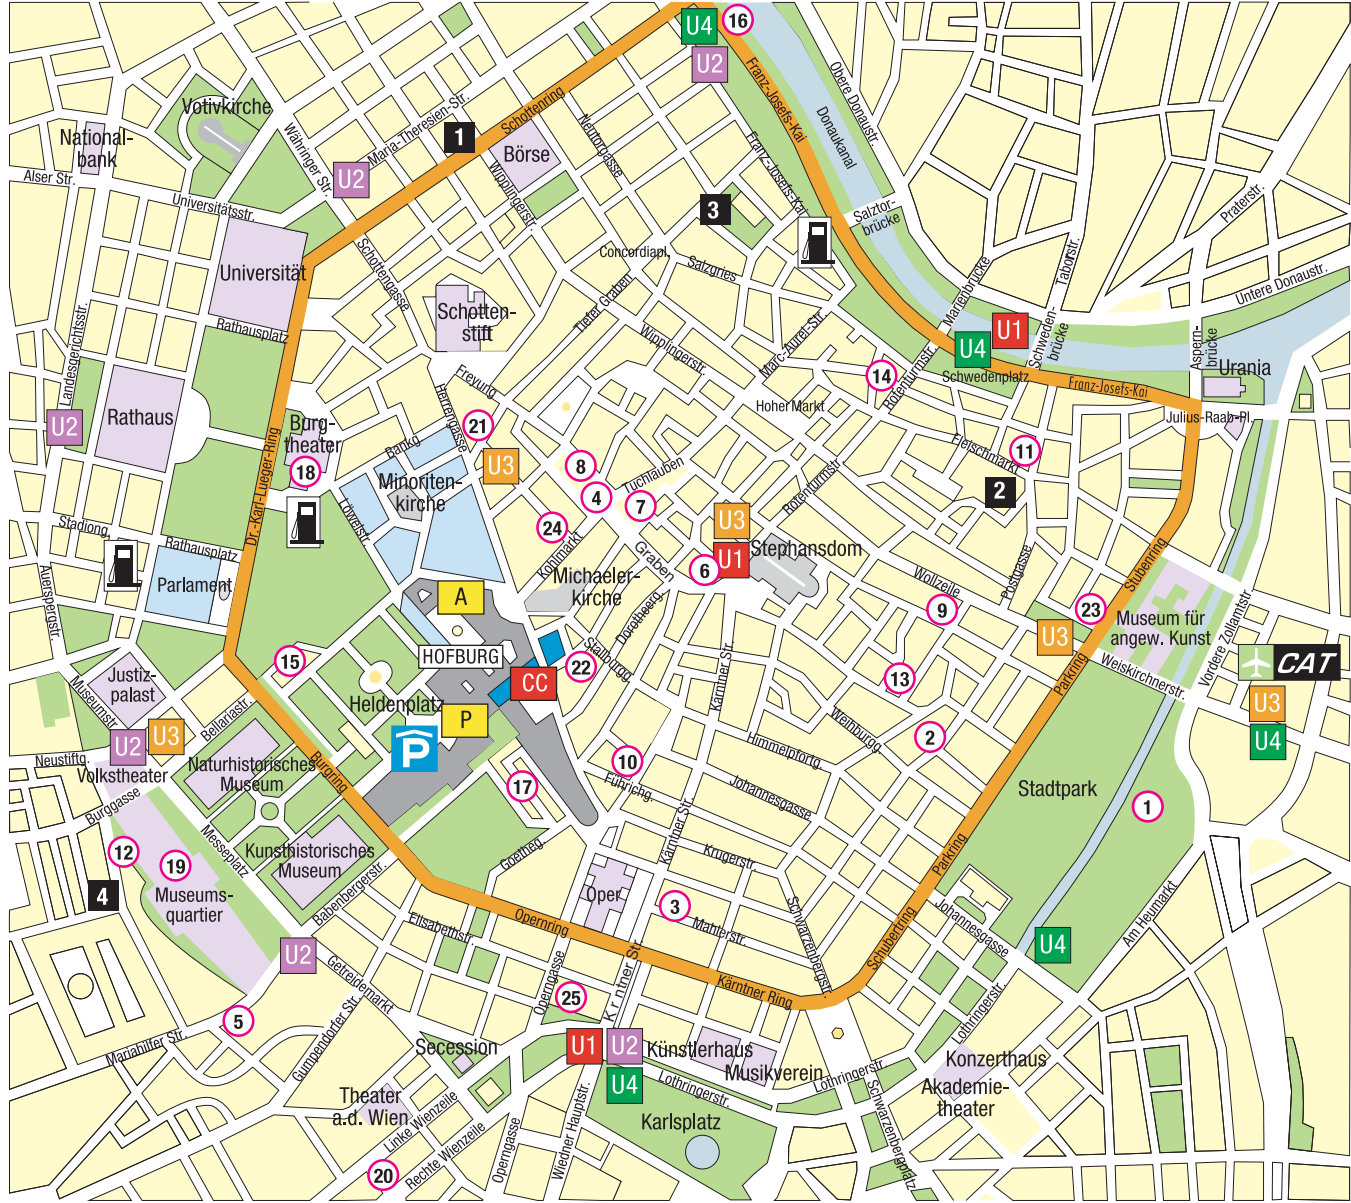 U4
16
U2
Votivkirche
Maria-Theresien-Str.
Schottenring
Franz-Josefs-Kai
Obere Donaustr.
Donaukanal
National-
bank
Währinger Str.
1
Börse
Neutorgasse
Franz-Josefs-Kai
Alser Str.
U2
Wipplingerstr.
3
Salztor-
brücke
Praterstr.
Universitätsstr.
Universität
Schottengasse
Concordiapl.
Salzgries
Taborstr.
Marienbrücke
Untere Donaustr.
Schotten-
stift
Tiefer Graben
Wipplingerstr.
Marc-Aurel-Str.
U1
U4
Schweden-
brücke
Aspern-
brücke
Urania
Landesgerichtsstr.
Rathausplatz
Freyung
Herrengasse
14
Rotenturmstr.
Schwedenplatz
Franz-Josefs-Kai
Julius-Raab-Pl.
Rathaus
U2
Burg-
theater
18
Bankg
21
Hoher Markt
Fleischmarkt
11
U3
8
4
Tuchlauben
7
Rotenturmstr
2
Minoriten-
kirche
Löwelstr.
Dr.-Karl-Lueger-Ring
Stadiong.
Rathausplatz
Parlament
Auerspergstr.
24
Kohlmarkt
Graben
U3
U1
6
Stephansdom
Postgasse
Wollzeile
9
Stubenring
23
Museum für
angew. Kunst
A
Michaeler-
kirche
Dorotheerg
Stallburgg
22
HOFBURG
CC
U3
Weiskirchnerstr.
Vordere Zollamtstr
CAT
U3
U4
15
Justiz-
palast
Museumstr
Bellariastr.
Heldenplatz
P
P
Kärntner Str.
13
Weihburgg
2
Parkring
U2
U3
Neustiftg.
Volkstheater
Burggasse
Naturhistorisches
Museum
Burgring
10
Himmelpfortg
Führichg.
Johannesgasse
17
Stadtpark
1
Messeplatz
12
19
Museums-
quartier
4
Kunsthistorisches
Museum
Babenbergerstr.
Goetheg.
Kärntner Str.
Krugerstr.
Parkring
Oper
3
Mahlerstr.
Schwarzenbergstr.
Johannesgasse
Am Heumarkt
Elisabethstr.
Opernring
Schubertring
U4
U2
Getreidemarkt
Operngasse
K r ntner Str.
Kärntner Ring
25
5
Mariahilfer Str.
Gumpendorfer Str.
Secession
U1
U2
U4
Künstlerhaus
Musikverein
Lothringerstr.
Konzerthaus
Akademie-
theater
Lothringerstr.
Lothringerstr.
Theater
a.d. Wien
Linke Wienzeile
Rechte Wienzeile
Operngasse
Wiedner Hauptstr.
Karlsplatz
Schwarzenbergplatz
20